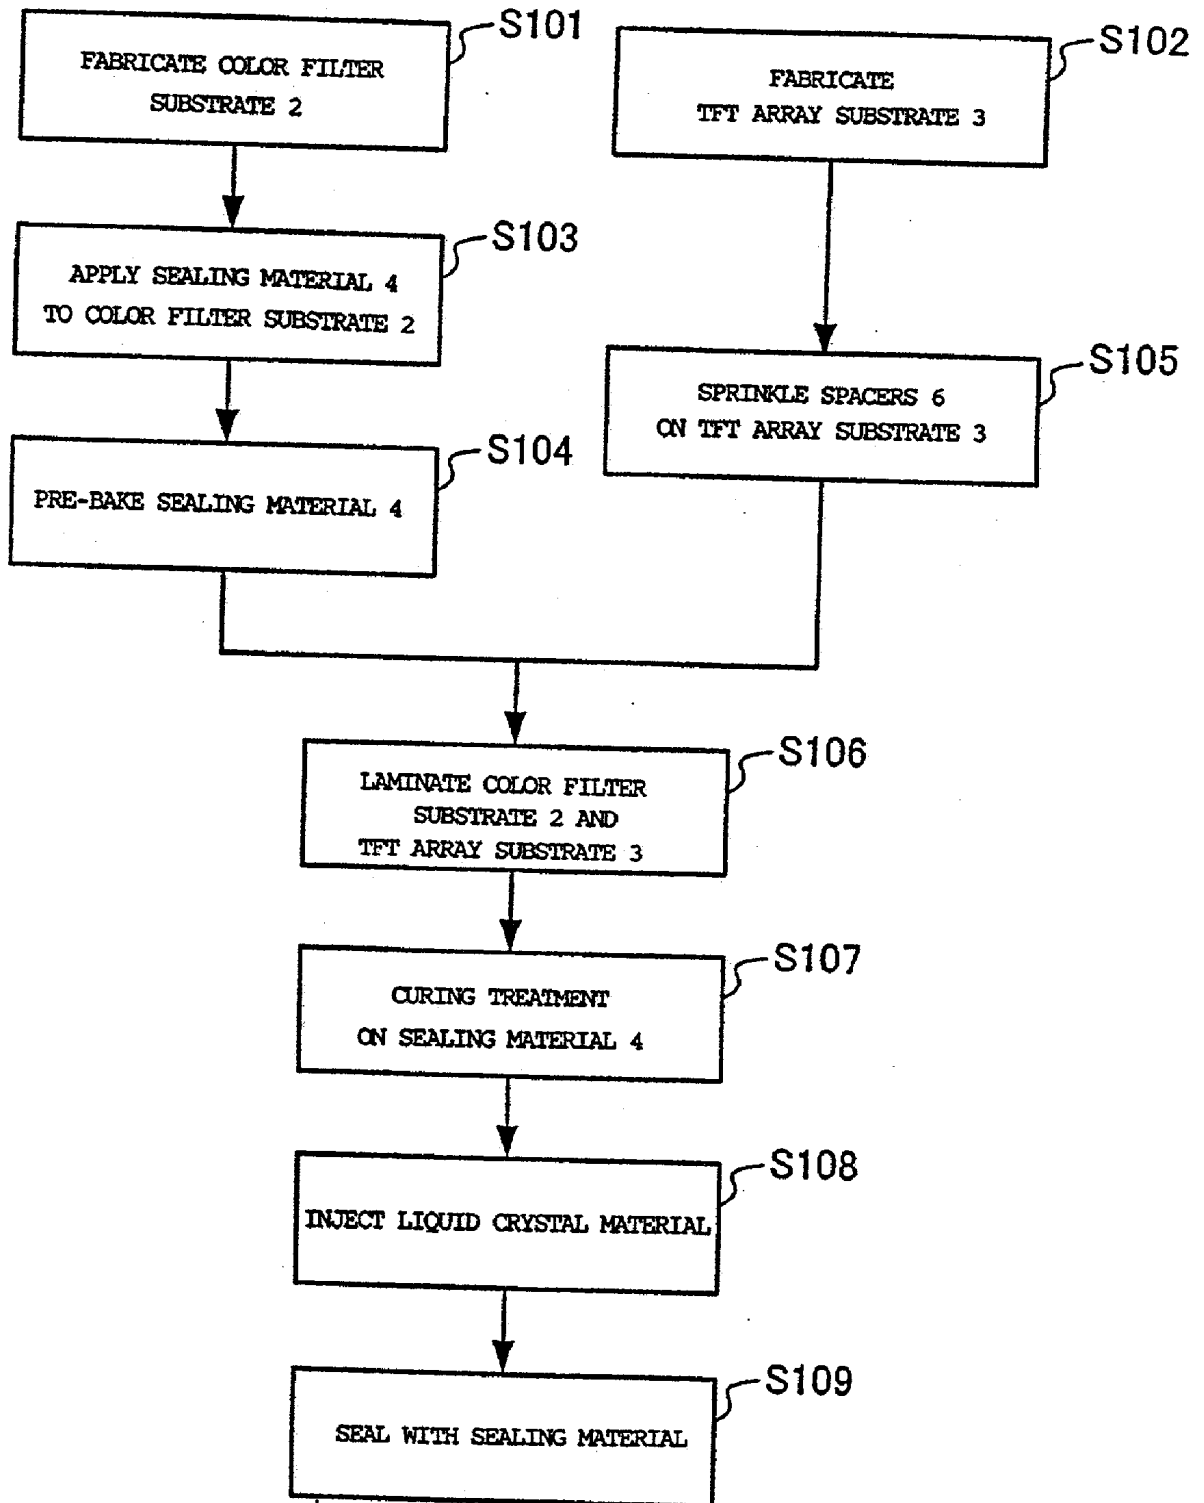 S101
FABRICATE COLOR FILTER
SUBSTRATE 2
S102
FABRICATE
TFT ARRAY SUBSTRATE 3
S103
APPLY SEALING MATERIAL 4
TO COLOR FILTER SUBSTRATE 2
S105
SPRINKLE SPACERS 6
ON TFT ARRAY SUBSTRATE 3
S104
PRE-BAKE SEALING MATERIAL 4
S106
LAMINATE COLOR FILTER
SUBSTRATE 2 AND
TFT ARRAY SUBSTRATE 3
S107
CURING TREATMENT
ON SEALING MATERIAL 4
S108
INJECT LIQUID CRYSTAL MATERIAL
S109
SEAL WITH SEALING MATERIAL